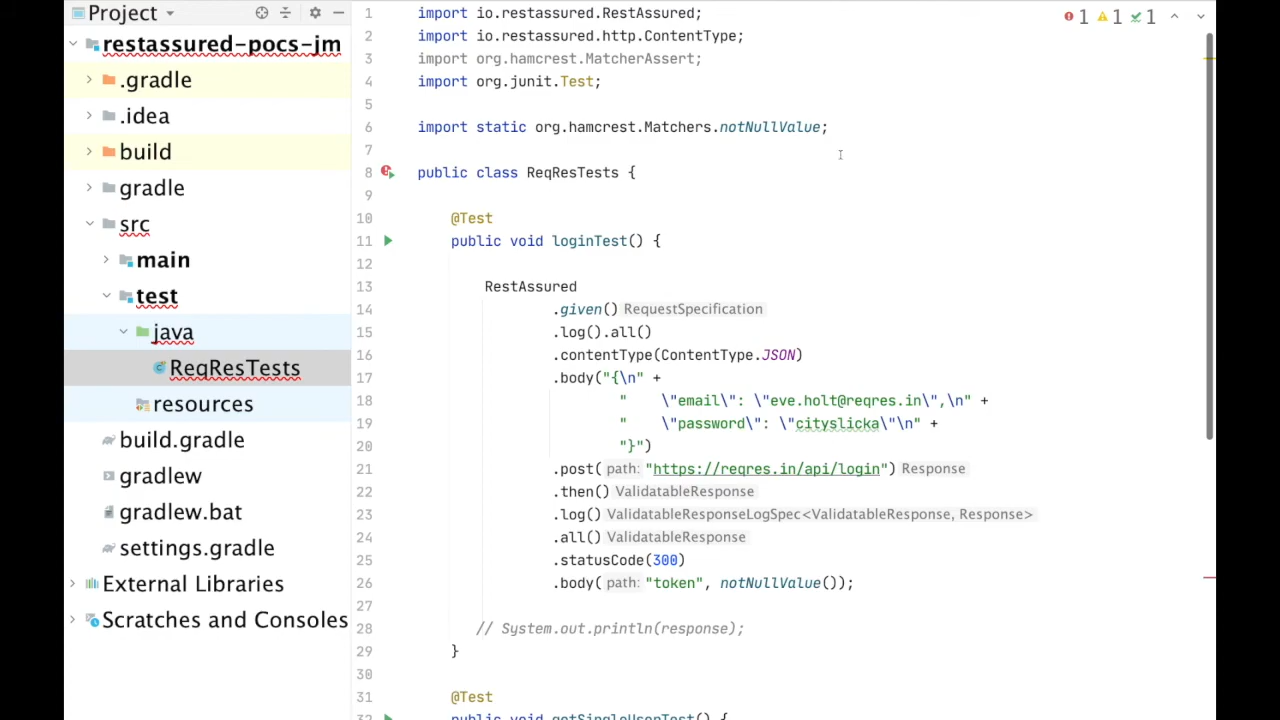 Project
restassured-pocs-jm
.gradle
.idea
build
gradle
src
main
test
java
ReqResTests
resources
build.gradle
gradlew
gradlew.bat
settings.gradle
External Libraries
Scratches and Consoles
1 1 1
1 import io.restassured.RestAssured;
2 import io.restassured.http.ContentType;
3 import org.hamcrest.MatcherAssert;
4 import org.junit.Test;
5
6 import static org.hamcrest.Matchers.notNullValue;
7
8 public class ReqResTests {
9
10 @Test
11 public void loginTest() {
12
13 RestAssured
14 .given() RequestSpecification
15 .log().all()
16 .contentType(ContentType.JSON)
17 .body("{\n" +
18 " \"email\": \"eve.holt@reqres.in\",\n" +
19 " \"password\": \"cityslicka\"\n" +
20 "}")
21 .post( path: "https://reqres.in/api/login") Response
22 .then() ValidatableResponse
23 .log() ValidatableResponseLogSpec<ValidatableResponse, Response>
24 .all() ValidatableResponse
25 .statusCode(300)
26 .body( path: "token", notNullValue());
27
28 // System.out.println(response);
29 }
30
31 @Test
32 public void getSingleUserTest() {